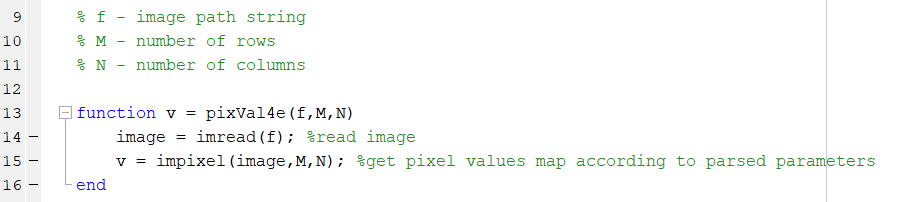 9 % f - image path string
10 % M - number of rows
11 % N - number of columns
12
13 function v = pixVal4e(f,M,N)
14 - image = imread(f); %read image
15 - v = impixel(image,M,N); %get pixel values map according to parsed parameters
16 - end